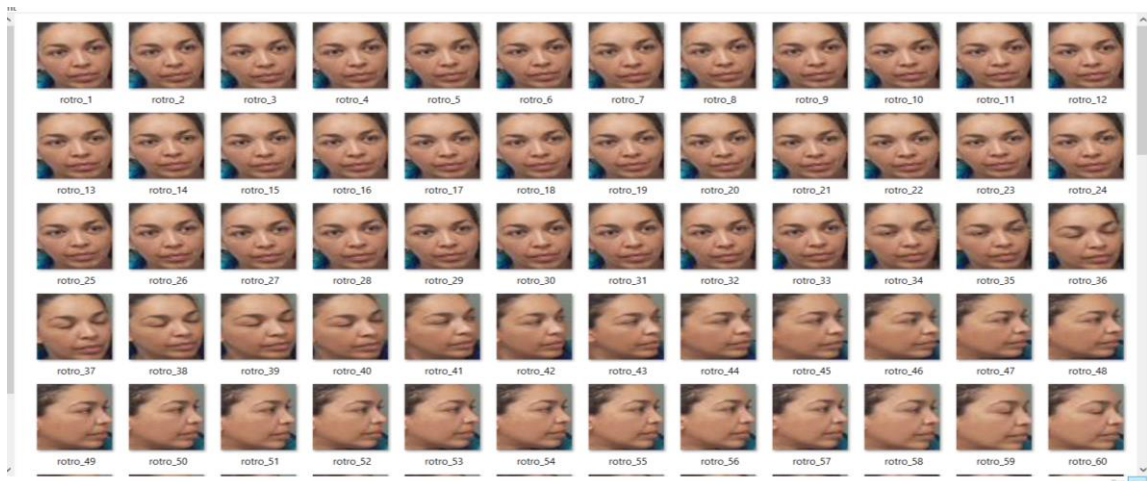 rotro_1 rotro_2 rotro_3 rotro_4 rotro_5 rotro_6 rotro_7 rotro_8 rotro_9 rotro_10 rotro_11 rotro_12
rotro_13 rotro_14 rotro_15 rotro_16 rotro_17 rotro_18 rotro_19 rotro_20 rotro_21 rotro_22 rotro_23 rotro_24
rotro_25 rotro_26 rotro_27 rotro_28 rotro_29 rotro_30 rotro_31 rotro_32 rotro_33 rotro_34 rotro_35 rotro_36
rotro_37 rotro_38 rotro_39 rotro_40 rotro_41 rotro_42 rotro_43 rotro_44 rotro_45 rotro_46 rotro_47 rotro_48
rotro_49 rotro_50 rotro_51 rotro_52 rotro_53 rotro_54 rotro_55 rotro_56 rotro_57 rotro_58 rotro_59 rotro_60